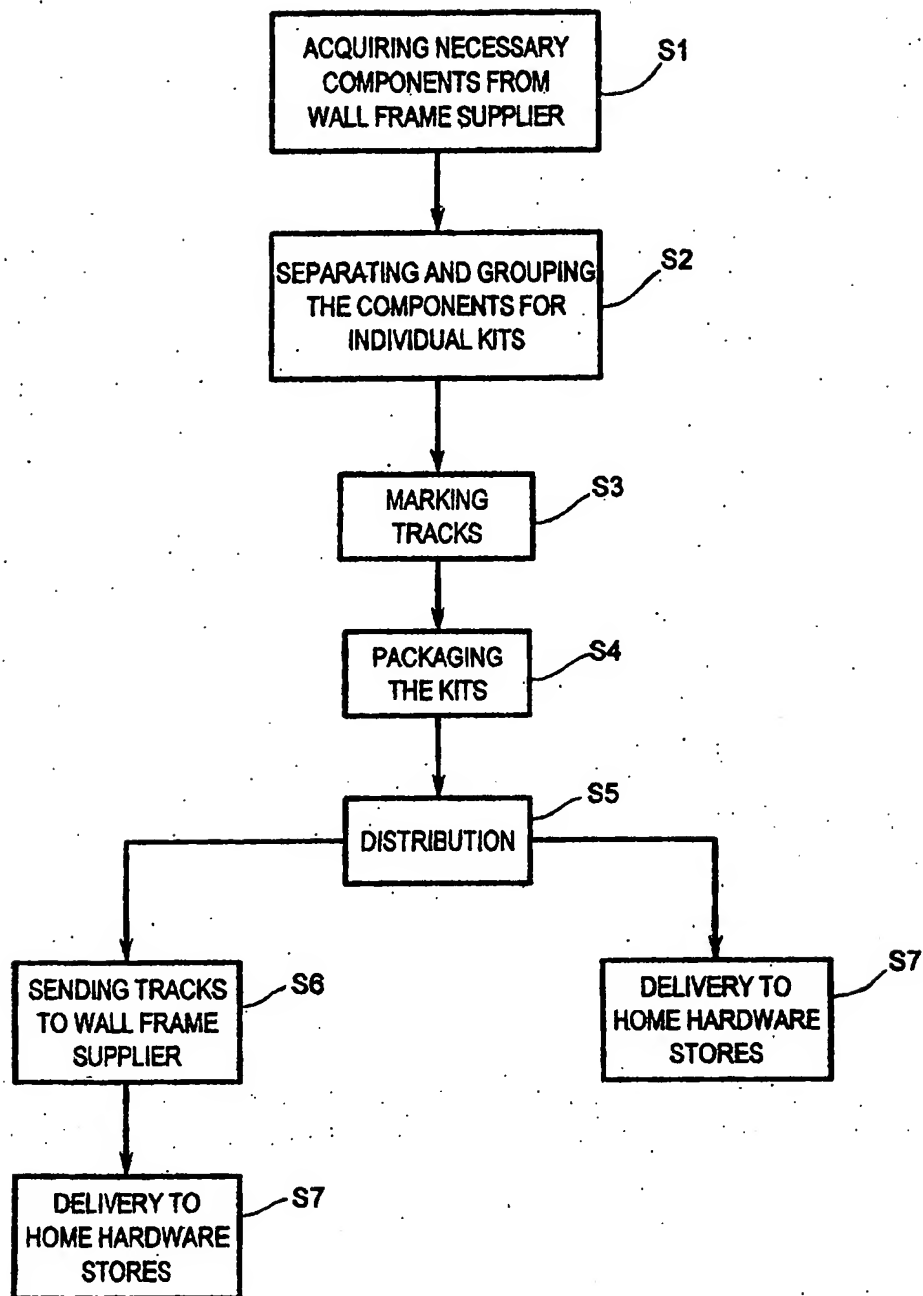 ACQUIRING NECESSARY
COMPONENTS FROM
WALL FRAME SUPPLIER
S1
SEPARATING AND GROUPING
THE COMPONENTS FOR
INDIVIDUAL KITS
S2
MARKING
TRACKS
S3
PACKAGING
THE KITS
S4
DISTRIBUTION
S5
SENDING TRACKS
TO WALL FRAME
SUPPLIER
S6
DELIVERY TO
HOME HARDWARE
STORES
S7
DELIVERY TO
HOME HARDWARE
STORES
S7